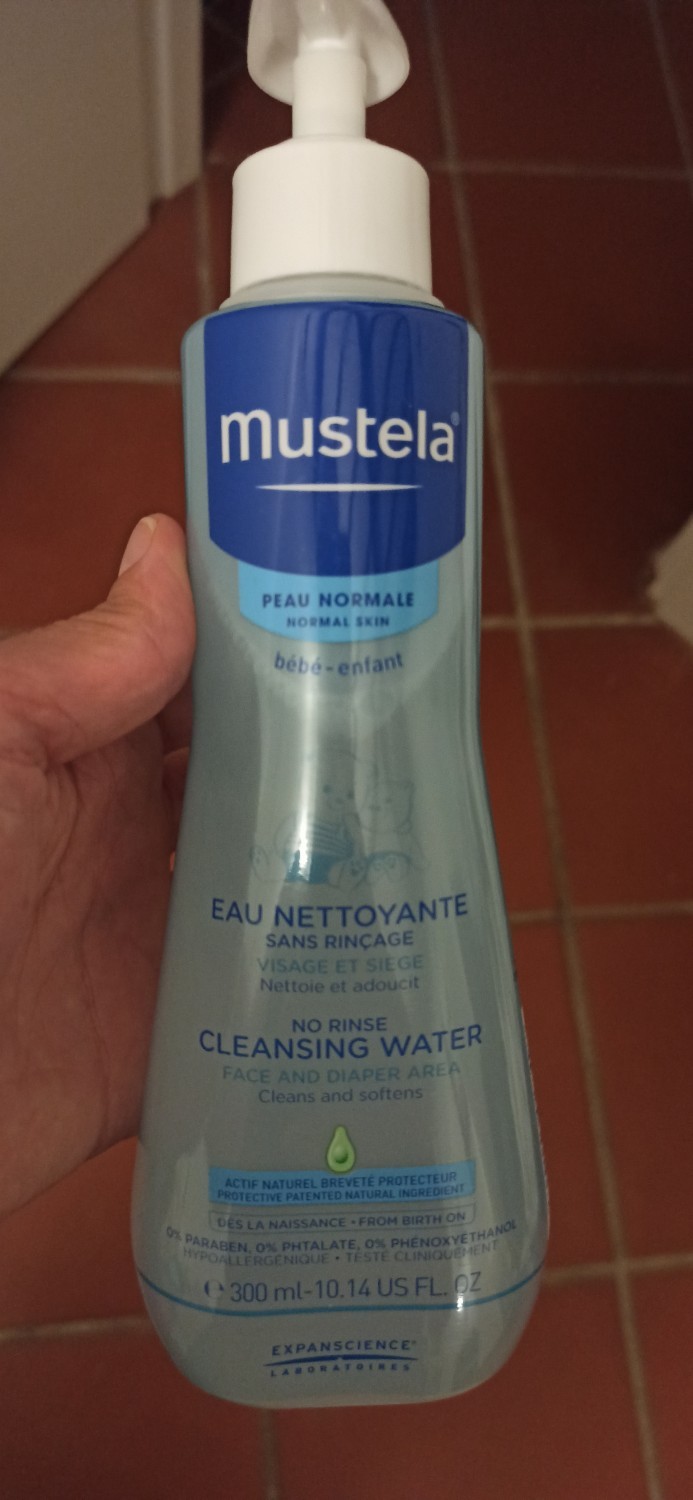 mustela®
PEAU NORMALE
NORMAL SKIN
bébé-enfant
EAU NETTOYANTE
SANS RINÇAGE
VISAGE ET SIEGE
Nettoie et adoucit
NO RINSE
CLEANSING WATER
FACE AND DIAPER AREA
Cleans and softens
ACTIF NATUREL BREVETÉ PROTECTEUR
PROTECTIVE PATENTED NATURAL INGREDIENT
DÈS LA NAISSANCE • FROM BIRTH ON
0% PARABEN, 0% PHTALATE, 0% PHÉNOXYÉTHANOL
HYPOALLERGÉNIQUE • TESTÉ CLINIQUEMENT
℮ 300 ml-10.14 US FL. OZ
EXPANSCIENCE®
LABORATOIRES